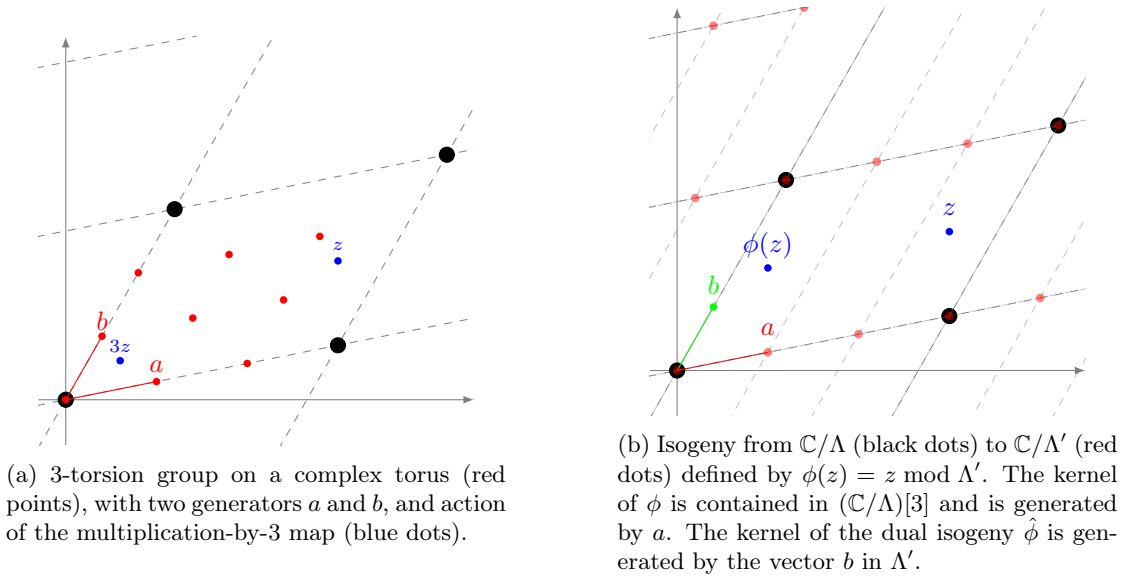 z
3z
b
a
(a) 3-torsion group on a complex torus (red
points), with two generators a and b, and action
of the multiplication-by-3 map (blue dots).
z
ϕ(z)
b
a
(b) Isogeny from ℂ/Λ (black dots) to ℂ/Λ′ (red
dots) defined by ϕ(z) = z mod Λ′. The kernel
of ϕ is contained in (ℂ/Λ)[3] and is generated
by a. The kernel of the dual isogeny ϕ̂ is gen-
erated by the vector b in Λ′.